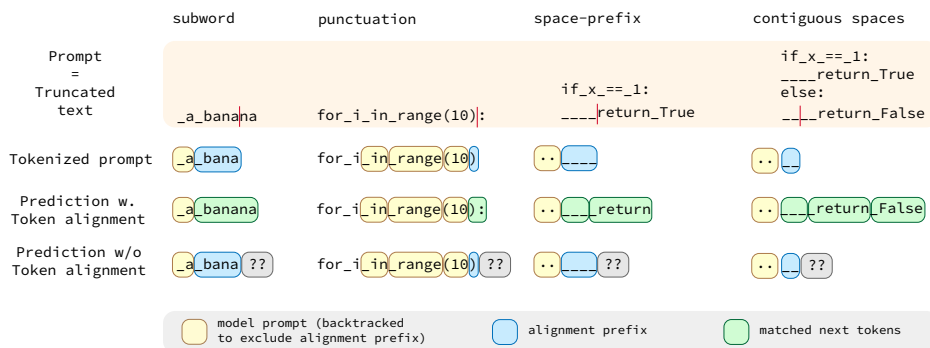 subword punctuation space-prefix contiguous spaces
Prompt
=
Truncated
text
_a_banana
for_i_in_range(10):
if_x_==_1:
____return_True
if_x_==_1:
____return_True
else:
____return_False
Tokenized prompt
_a_bana
for_i_in_range(10)
..____
..__
Prediction w.
Token alignment
_a_banana
for_i_in_range(10):
..____return
..____return_False
Prediction w/o
Token alignment
_a_bana??
for_i_in_range(10)??
..____??
..__??
model prompt (backtracked
to exclude alignment prefix)
alignment prefix
matched next tokens